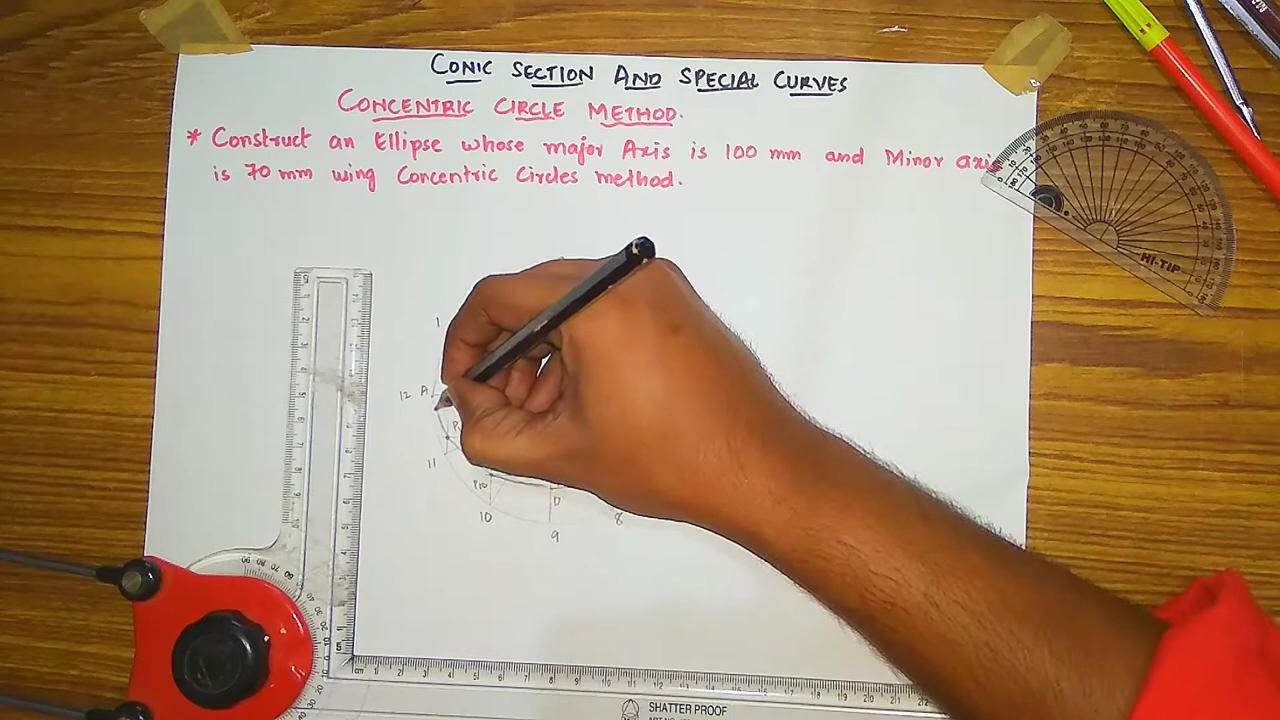 CONIC SECTION AND SPECIAL CURVES
CONCENTRIC CIRCLE METHOD.
* Construct an Ellipse whose major Axis is 100 mm and Minor axis
is 70 mm using Concentric Circles method.
HI-TIP
1
12 A
11
P10
D
10
9
8
SHATTER PROOF